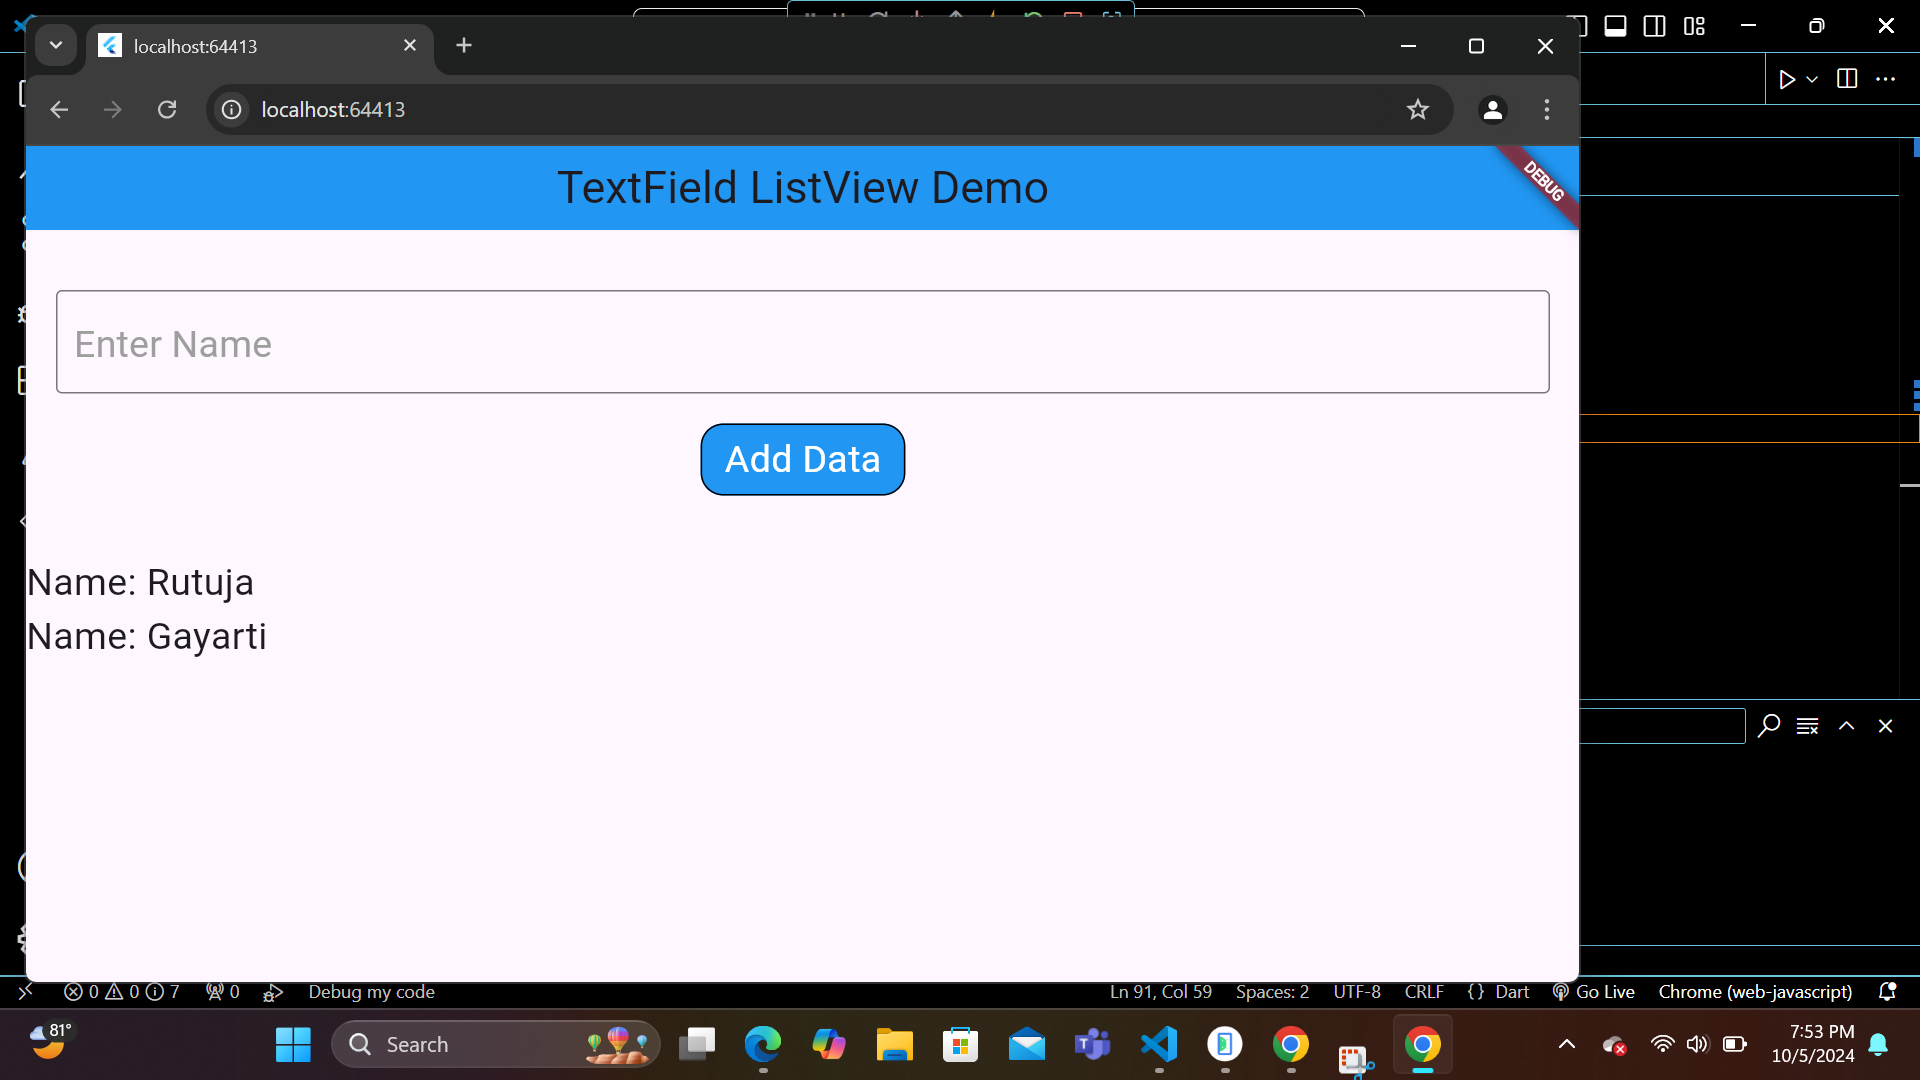 localhost:64413
localhost:64413
TextField ListView Demo
DEBUG
Enter Name
Add Data
Name: Rutuja
Name: Gayarti
0 0 7 0 Debug my code Ln 91, Col 59 Spaces: 2 UTF-8 CRLF {} Dart Go Live Chrome (web-javascript)
81° Search 7:53 PM
10/5/2024